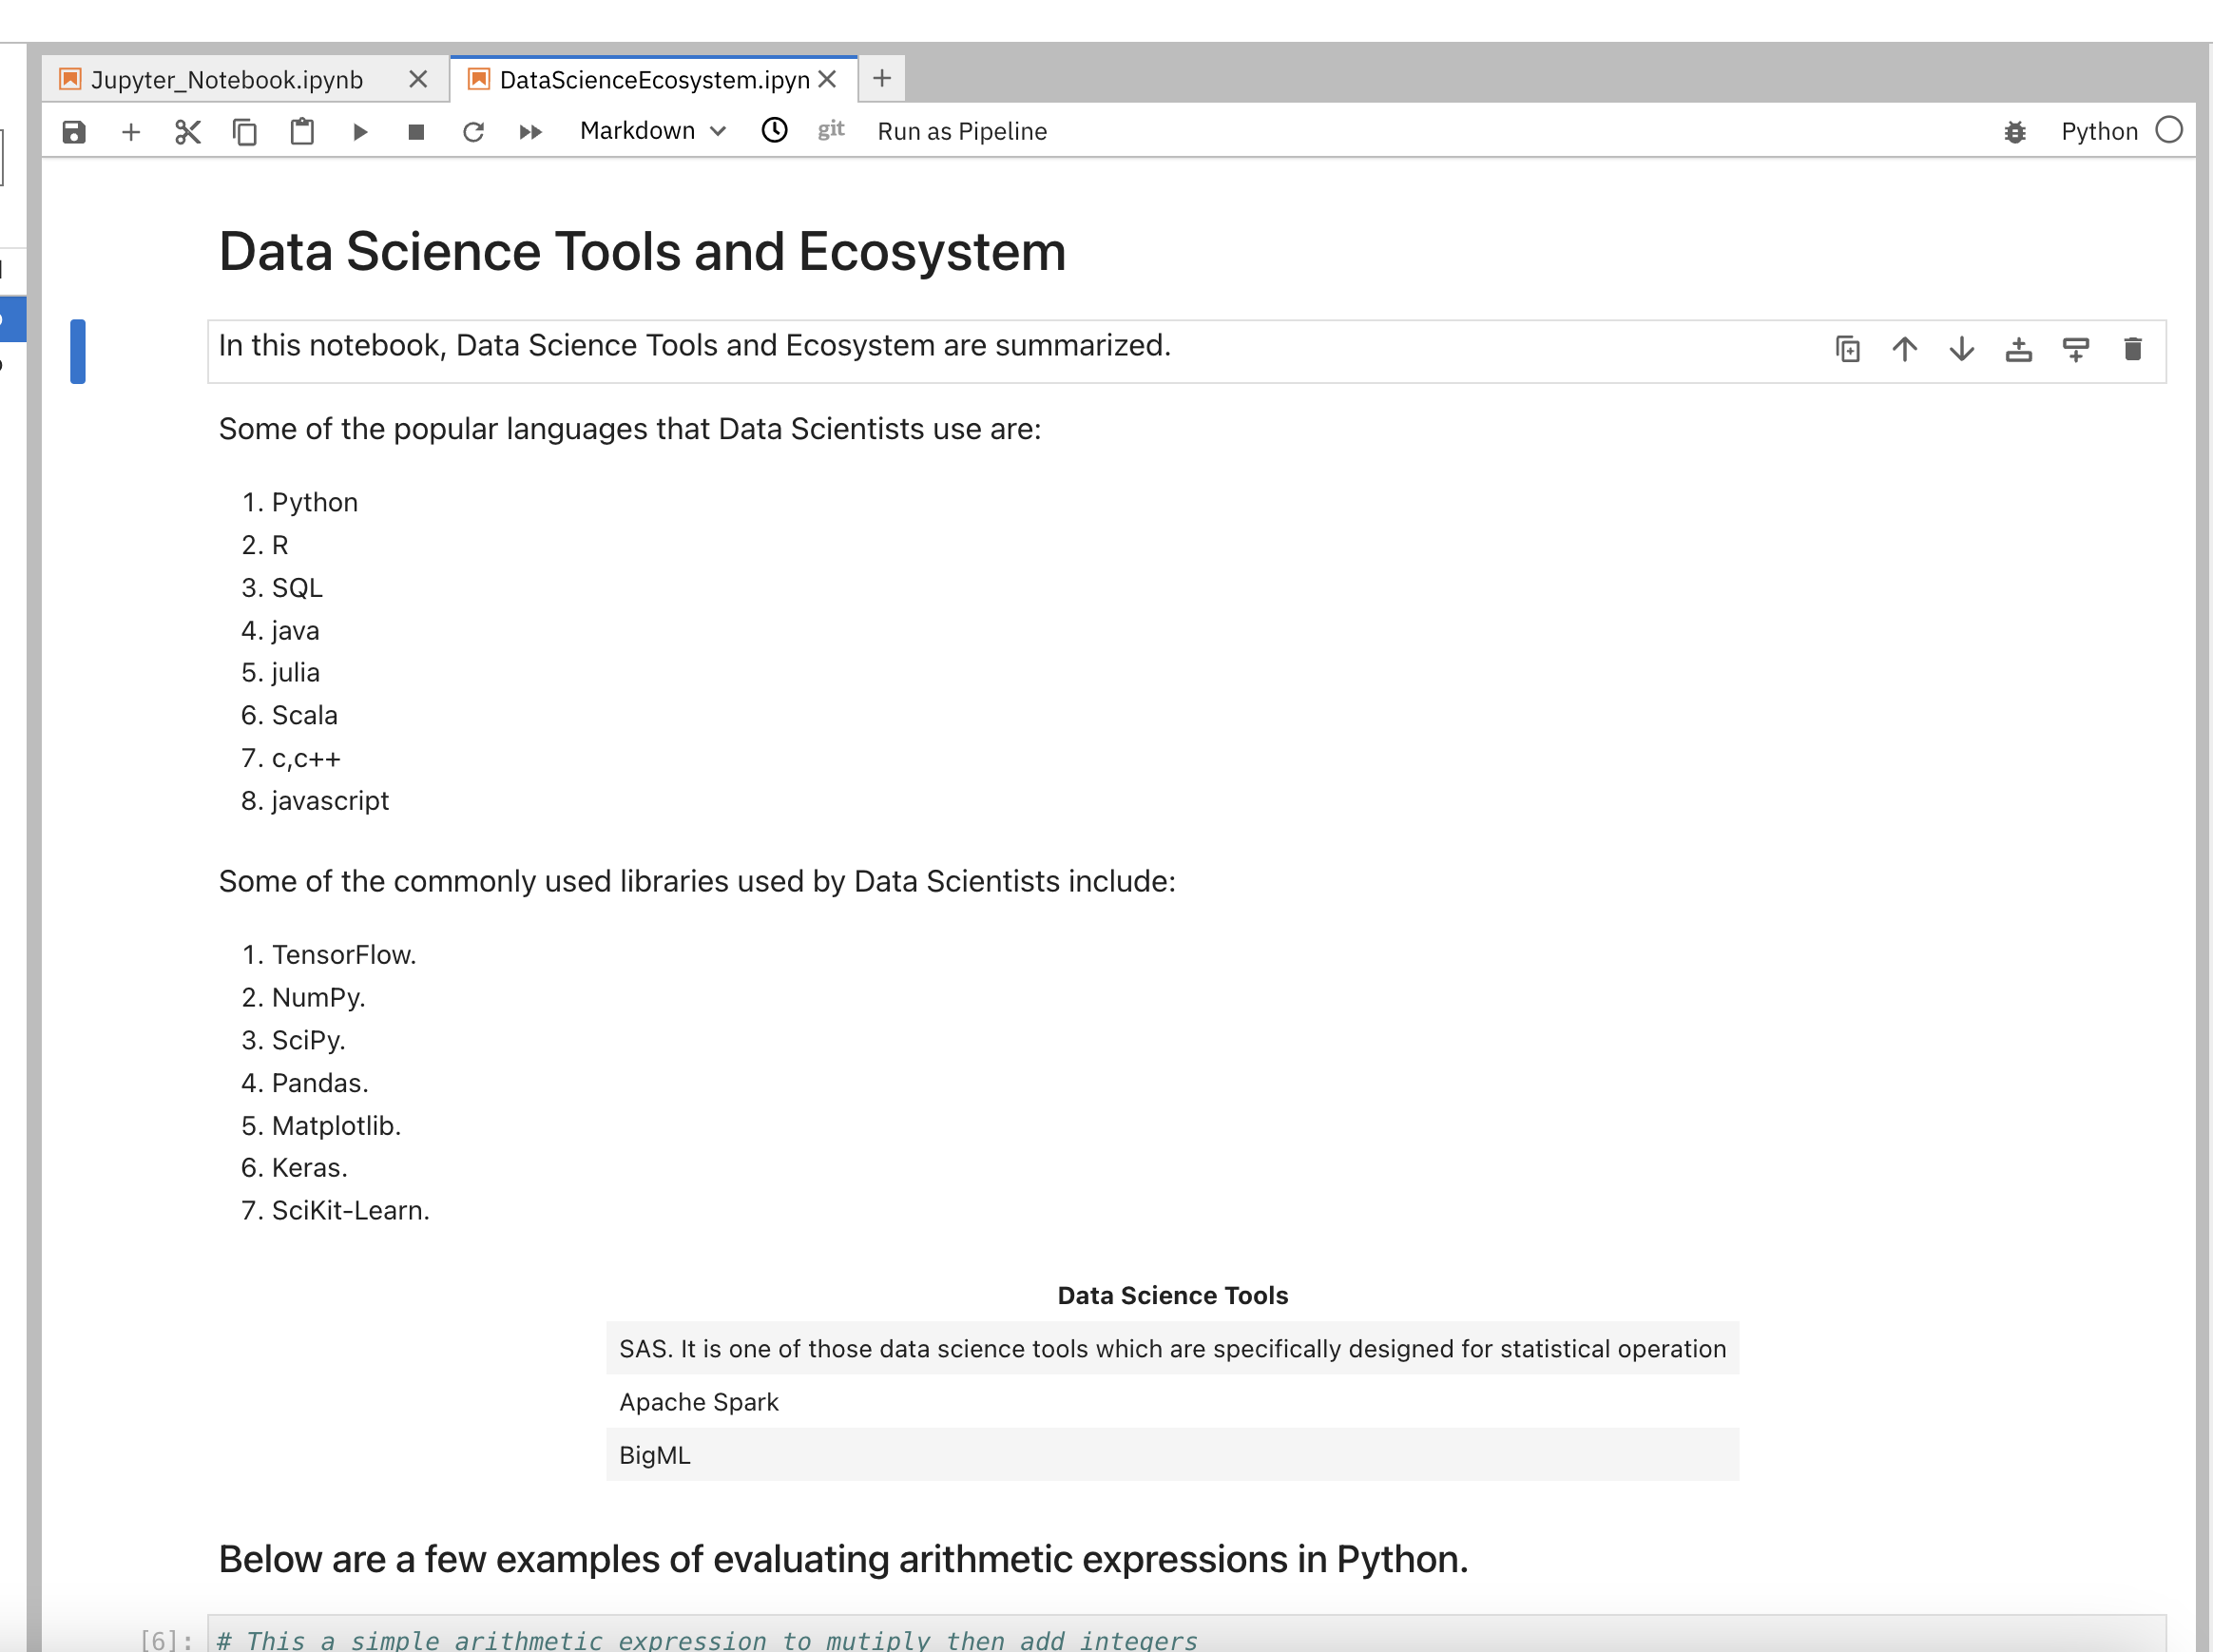 Jupyter_Notebook.ipynb
DataScienceEcosystem.ipyn
Markdown
git
Run as Pipeline
Python
Data Science Tools and Ecosystem
In this notebook, Data Science Tools and Ecosystem are summarized.
Some of the popular languages that Data Scientists use are:
1. Python
2. R
3. SQL
4. java
5. julia
6. Scala
7. c,c++
8. javascript
Some of the commonly used libraries used by Data Scientists include:
1. TensorFlow.
2. NumPy.
3. SciPy.
4. Pandas.
5. Matplotlib.
6. Keras.
7. SciKit-Learn.
Data Science Tools
SAS. It is one of those data science tools which are specifically designed for statistical operation
Apache Spark
BigML
Below are a few examples of evaluating arithmetic expressions in Python.
[6]: # This a simple arithmetic expression to mutiply then add integers